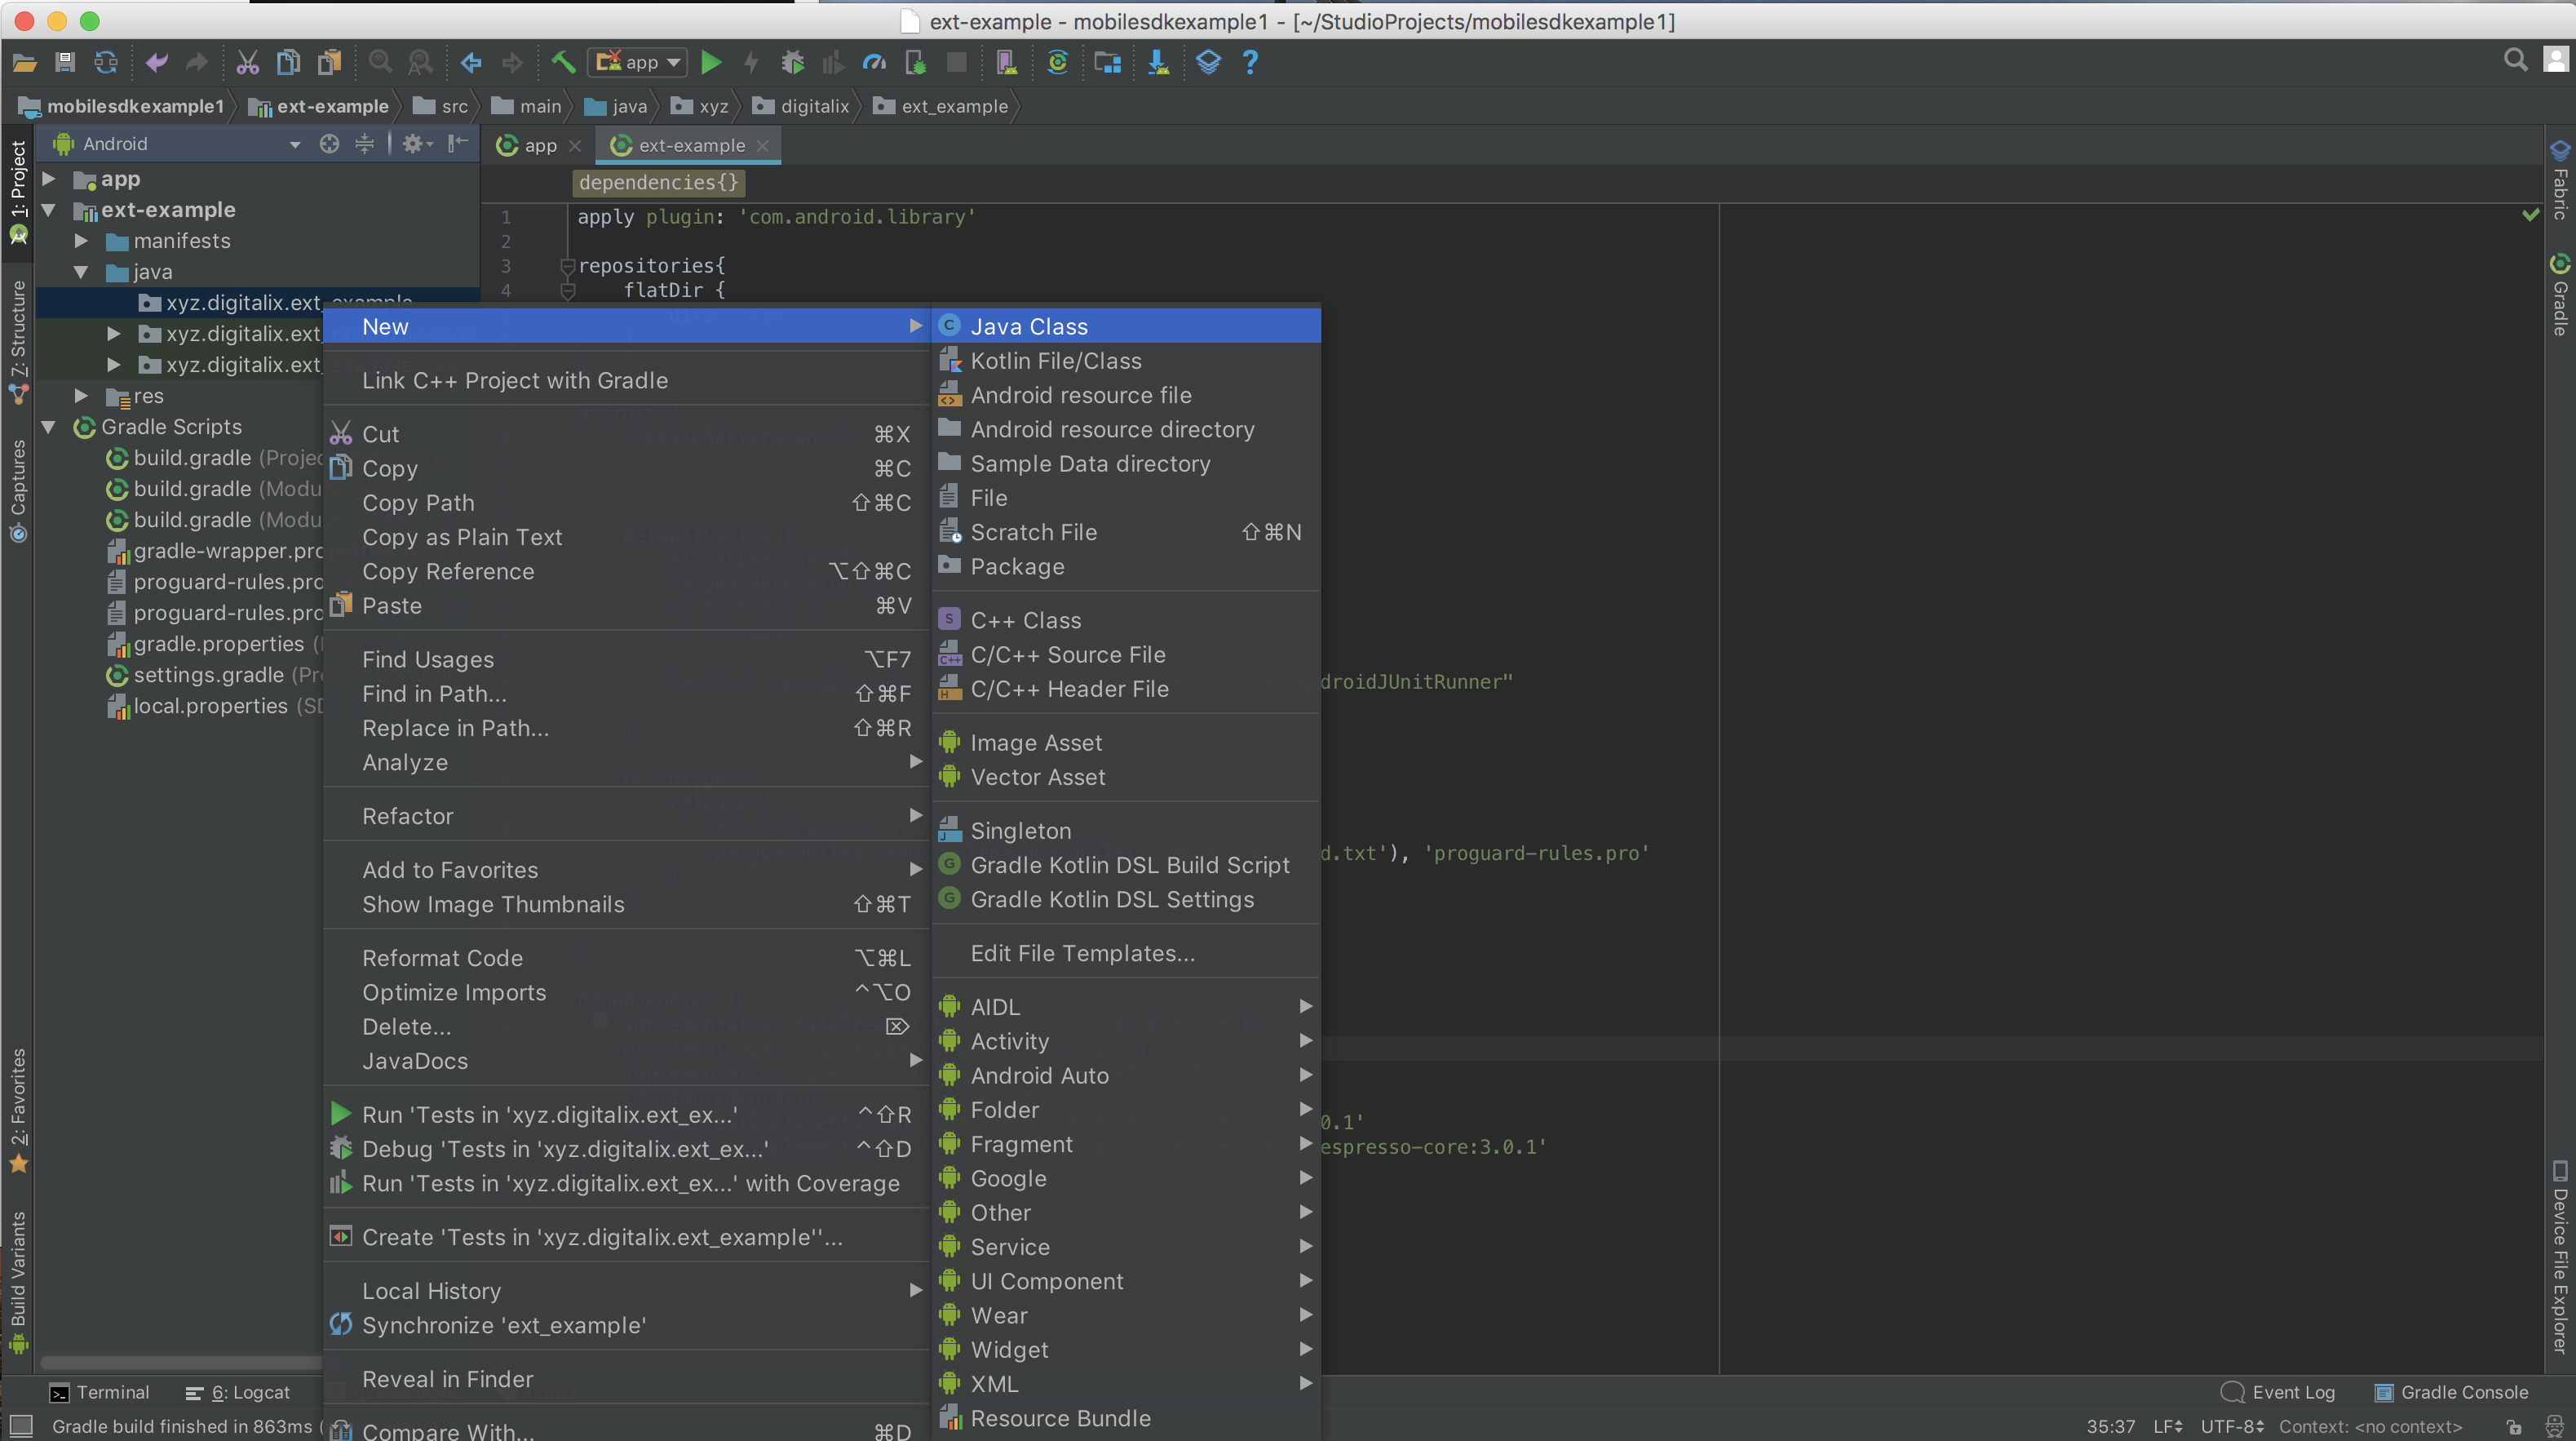 ext-example - mobilesdkexample1 - [~/StudioProjects/mobilesdkexample1]
app
mobilesdkexample1 ext-example src main java xyz digitalix ext_example
1: Project
7: Structure
Captures
2: Favorites
Build Variants
Android
app
ext-example
manifests
java
xyz.digitalix.ext_example
xyz.digitalix.ext
xyz.digitalix.ext
res
Gradle Scripts
build.gradle (Projec
build.gradle (Modu
build.gradle (Modu
gradle-wrapper.pro
proguard-rules.pro
proguard-rules.pro
gradle.properties (
settings.gradle (Pr
local.properties (SD
app
ext-example
dependencies{}
1 apply plugin: 'com.android.library'
2
3 repositories{
4 flatDir {
droidJUnitRunner"
d.txt'), 'proguard-rules.pro'
0.1'
espresso-core:3.0.1'
New
Link C++ Project with Gradle
Cut ⌘X
Copy ⌘C
Copy Path ⇧⌘C
Copy as Plain Text
Copy Reference ⌥⇧⌘C
Paste ⌘V
Find Usages ⌥F7
Find in Path... ⇧⌘F
Replace in Path... ⇧⌘R
Analyze
Refactor
Add to Favorites
Show Image Thumbnails ⇧⌘T
Reformat Code ⌥⌘L
Optimize Imports ^⌥O
Delete... ⌦
JavaDocs
Run 'Tests in 'xyz.digitalix.ext_ex...' ^⇧R
Debug 'Tests in 'xyz.digitalix.ext_ex...' ^⇧D
Run 'Tests in 'xyz.digitalix.ext_ex...' with Coverage
Create 'Tests in 'xyz.digitalix.ext_example''...
Local History
Synchronize 'ext_example'
Reveal in Finder
Compare With... ⌘D
Java Class
Kotlin File/Class
Android resource file
Android resource directory
Sample Data directory
File
Scratch File ⇧⌘N
Package
C++ Class
C/C++ Source File
C/C++ Header File
Image Asset
Vector Asset
Singleton
Gradle Kotlin DSL Build Script
Gradle Kotlin DSL Settings
Edit File Templates...
AIDL
Activity
Android Auto
Folder
Fragment
Google
Other
Service
UI Component
Wear
Widget
XML
Resource Bundle
Fabric
Gradle
Device File Explorer
Terminal
6: Logcat
Event Log
Gradle Console
Gradle build finished in 863ms (
35:37 LF UTF-8 Context: <no context>